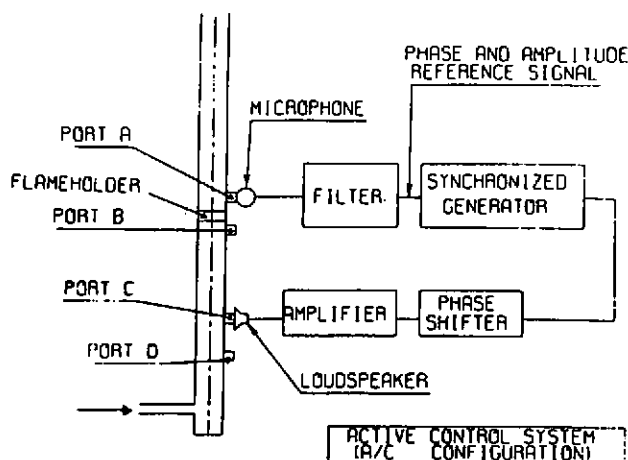 PHASE AND AMPLITUDE
REFERENCE SIGNAL
MICROPHONE
PORT A
FLAMEHOLDER
PORT B
FILTER.
SYNCHRONIZED
GENERATOR
PORT C
AMPLIFIER
PHASE
SHIFTER
PORT D
LOUDSPEAKER
ACTIVE CONTROL SYSTEM
(A/C CONFIGURATION)